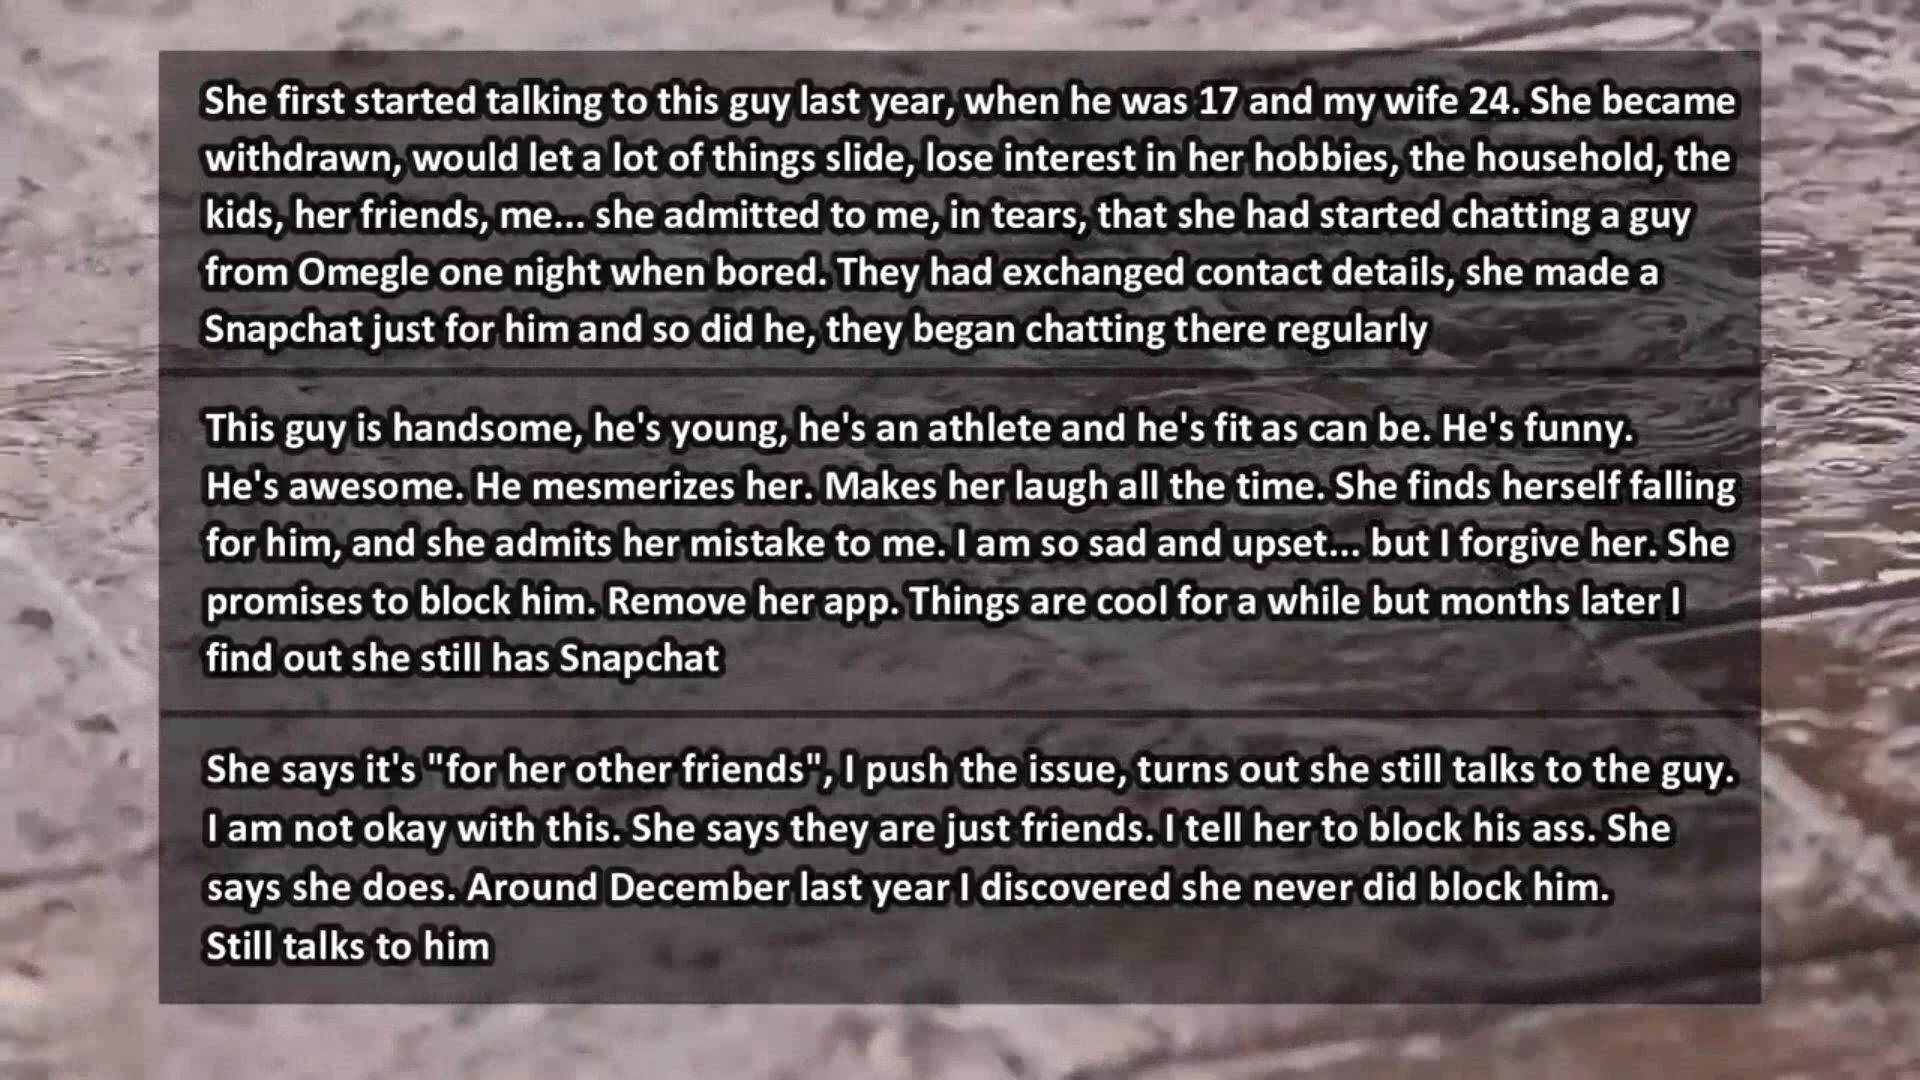 She first started talking to this guy last year, when he was 17 and my wife 24. She became
withdrawn, would let a lot of things slide, lose interest in her hobbies, the household, the
kids, her friends, me... she admitted to me, in tears, that she had started chatting a guy
from Omegle one night when bored. They had exchanged contact details, she made a
Snapchat just for him and so did he, they began chatting there regularly
This guy is handsome, he's young, he's an athlete and he's fit as can be. He's funny.
He's awesome. He mesmerizes her. Makes her laugh all the time. She finds herself falling
for him, and she admits her mistake to me. I am so sad and upset... but I forgive her. She
promises to block him. Remove her app. Things are cool for a while but months later I
find out she still has Snapchat
She says it's "for her other friends", I push the issue, turns out she still talks to the guy.
I am not okay with this. She says they are just friends. I tell her to block his ass. She
says she does. Around December last year I discovered she never did block him.
Still talks to him